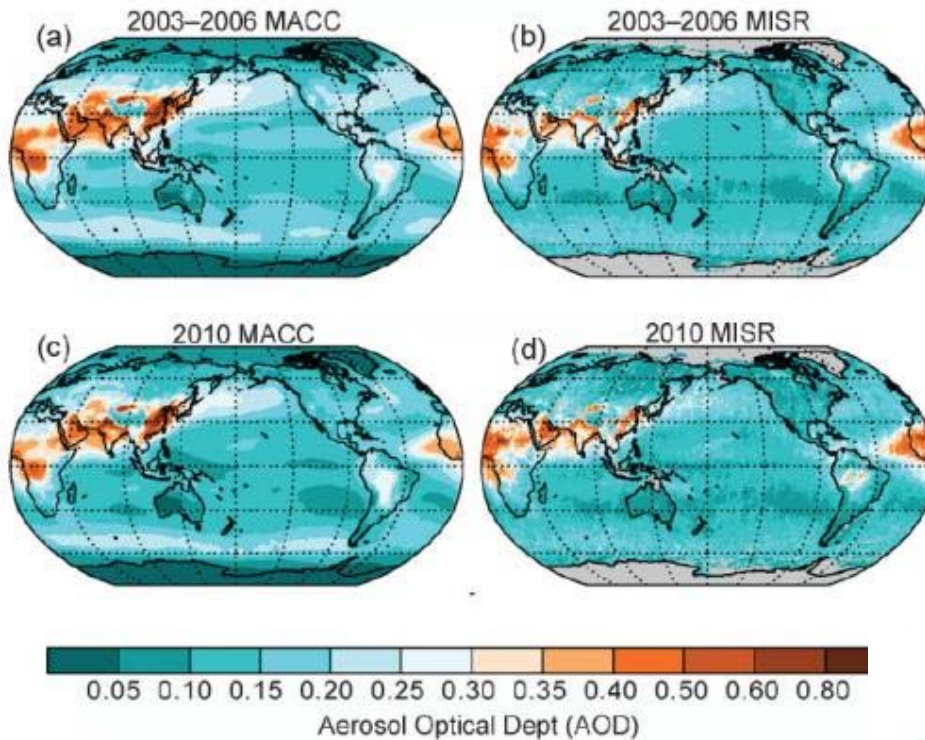 (a) 2003–2006 MACC
(b) 2003–2006 MISR
(c) 2010 MACC
(d) 2010 MISR
0.05 0.10 0.15 0.20 0.25 0.30 0.35 0.40 0.50 0.60 0.80
Aerosol Optical Dept (AOD)